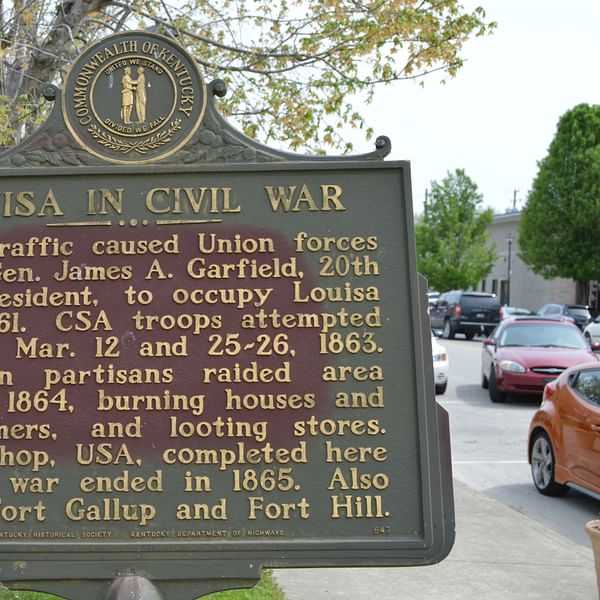 COMMONWEALTH OF KENTUCKY
UNITED WE STAND
DIVIDED WE FALL
ISA IN CIVIL WAR
raffic caused Union forces
en. James A. Garfield, 20th
esident, to occupy Louisa
61. CSA troops attempted
Mar. 12 and 25-26, 1863.
n partisans raided area
1864, burning houses and
ners, and looting stores.
hop, USA, completed here
war ended in 1865. Also
ort Gallup and Fort Hill.
NTUCKY HISTORICAL SOCIETY KENTUCKY DEPARTMENT OF HIGHWAYS 547